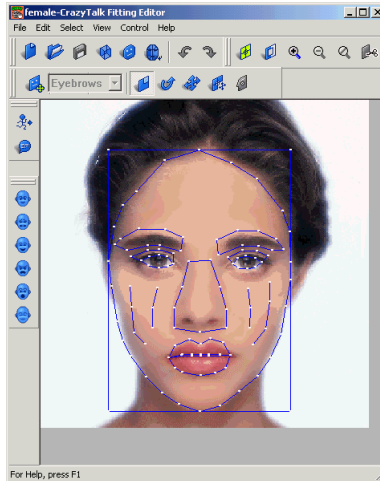 female-CrazyTalk Fitting Editor
File Edit Select View Control Help
Eyebrows
For Help, press F1